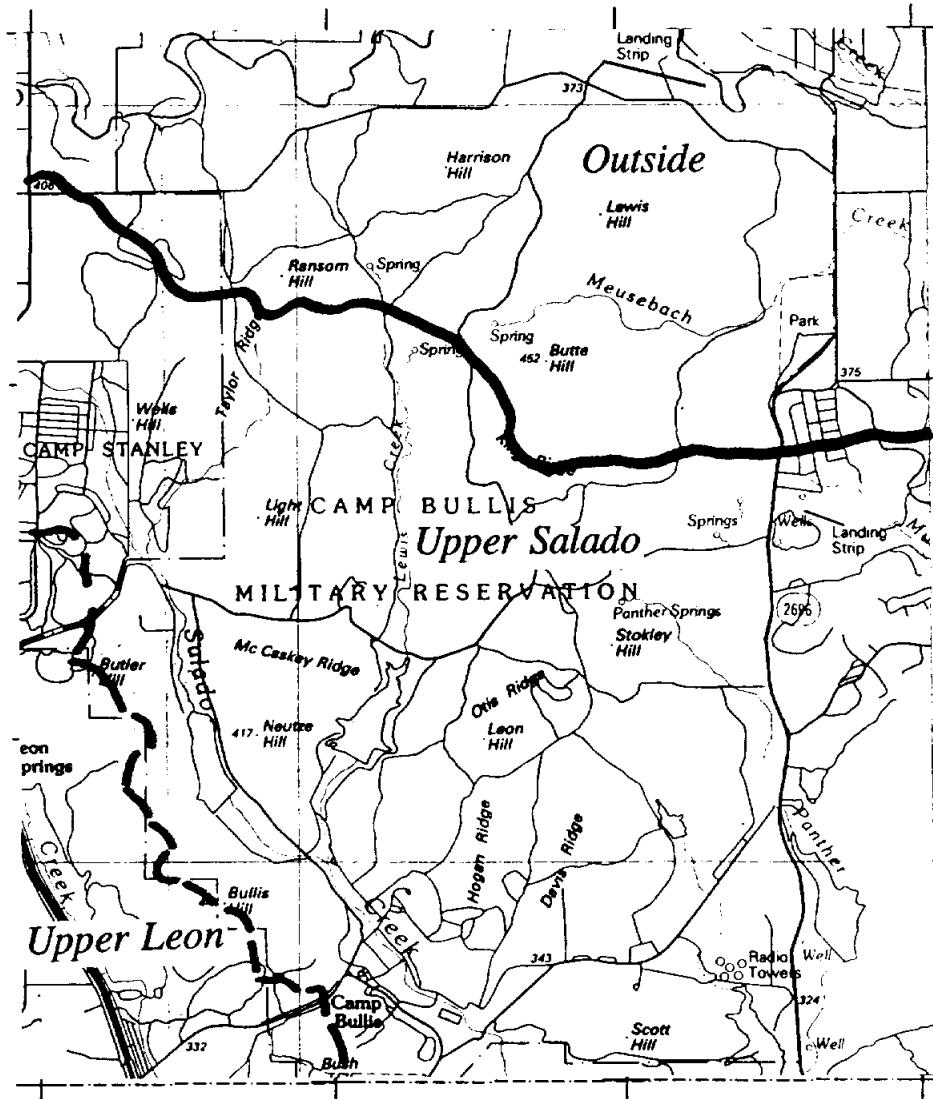 Landing
Strip
Creek
373
Harrison
Hill
Outside
408
Lewis
Hill
Creek
Ransom
Hill
Spring
Meusebach
Park
Spring
Spring
452
Butte
Hill
Taylor Ridge
375
Wells
Hill
CAMP STANLEY
Creek
Light
Hill
CAMP BULLIS
Springs
Wells
Upper Salado
Landing
Strip
Lewis
MILITARY RESERVATION
Panther Springs
2696
Stokley
Hill
Salado
Mc Caskey Ridge
Butler
Hill
Otis Ridge
417
Neutze
Hill
Leon
Hill
eon
prings
Hogan Ridge
Davis Ridge
Panther
Creek
Bullis
Hill
Creek
Upper Leon
343
Radio
Towers
Well
324
Camp
Bullis
332
Scott
Hill
Well
Bush